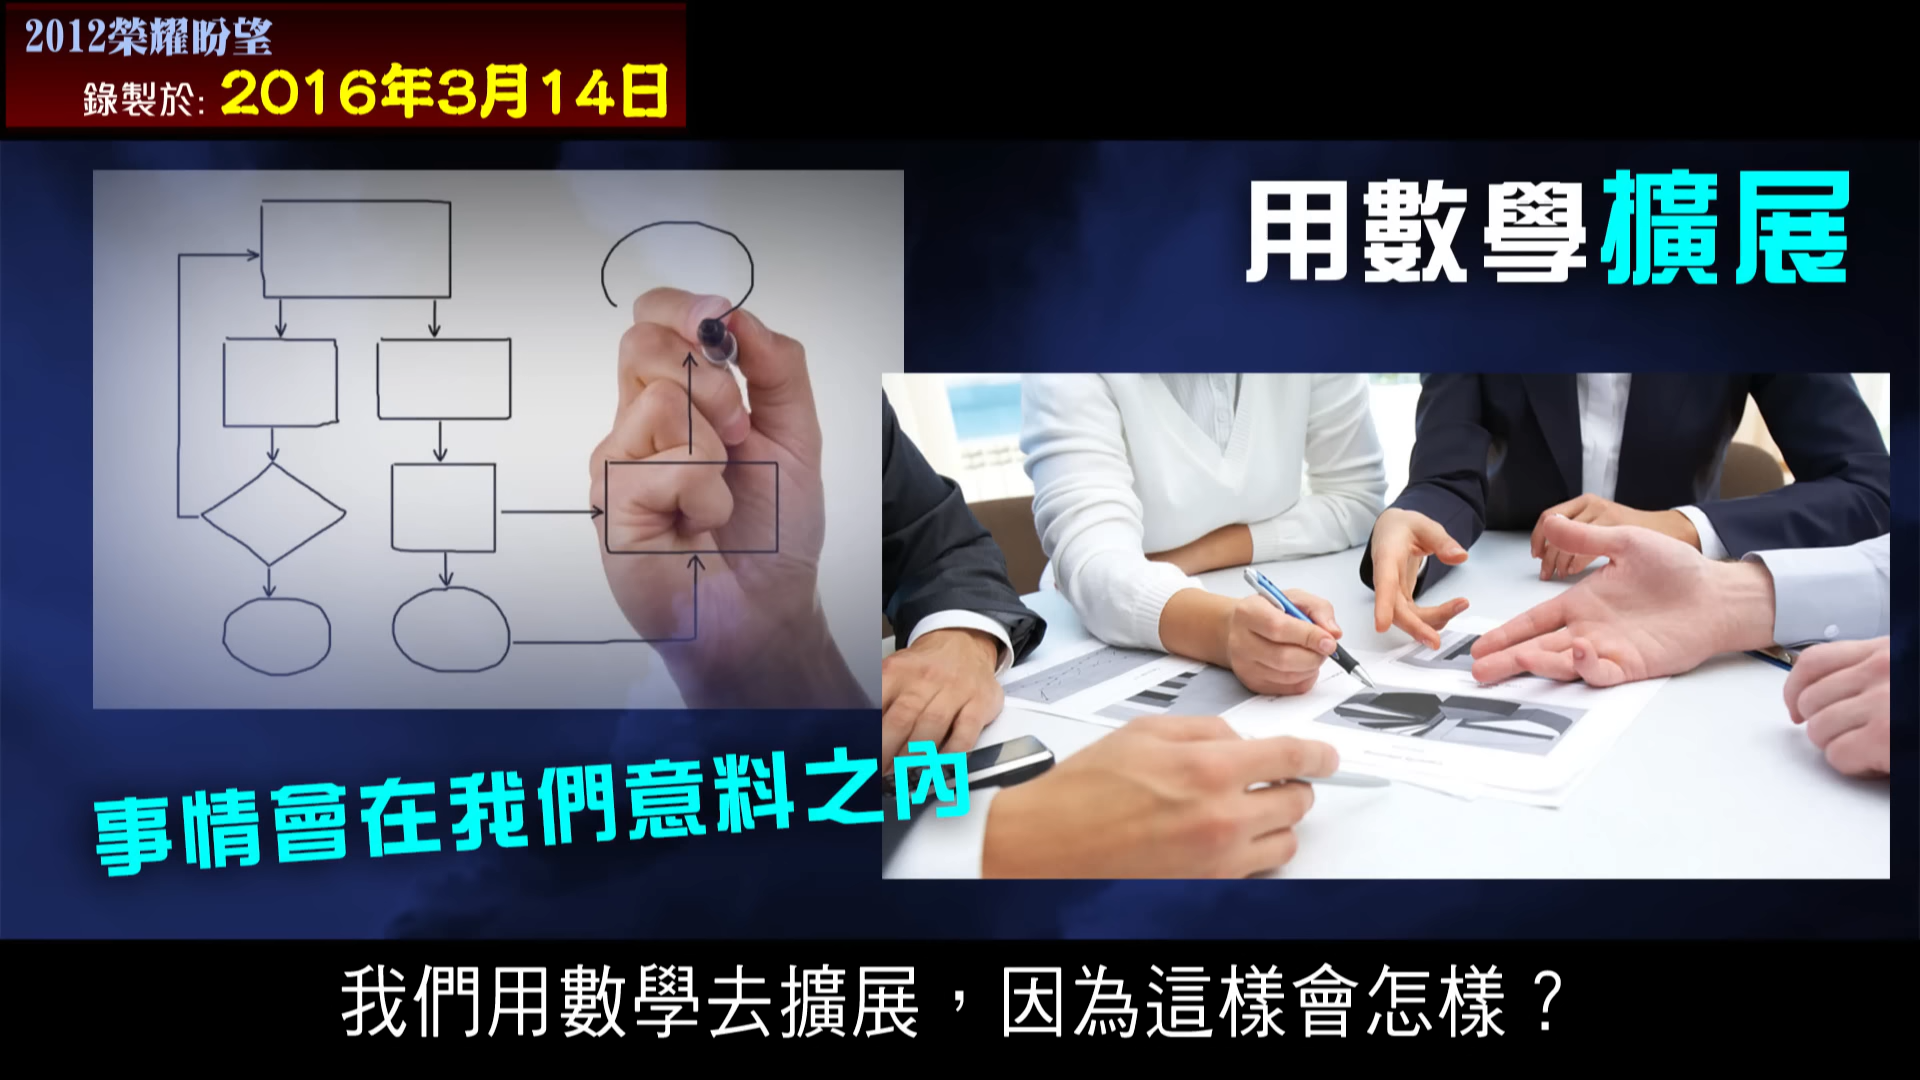 2012榮耀盼望
錄製於: 2016年3月14日
用數學擴展
事情會在我們意料之內
我們用數學去擴展，因為這樣會怎樣？